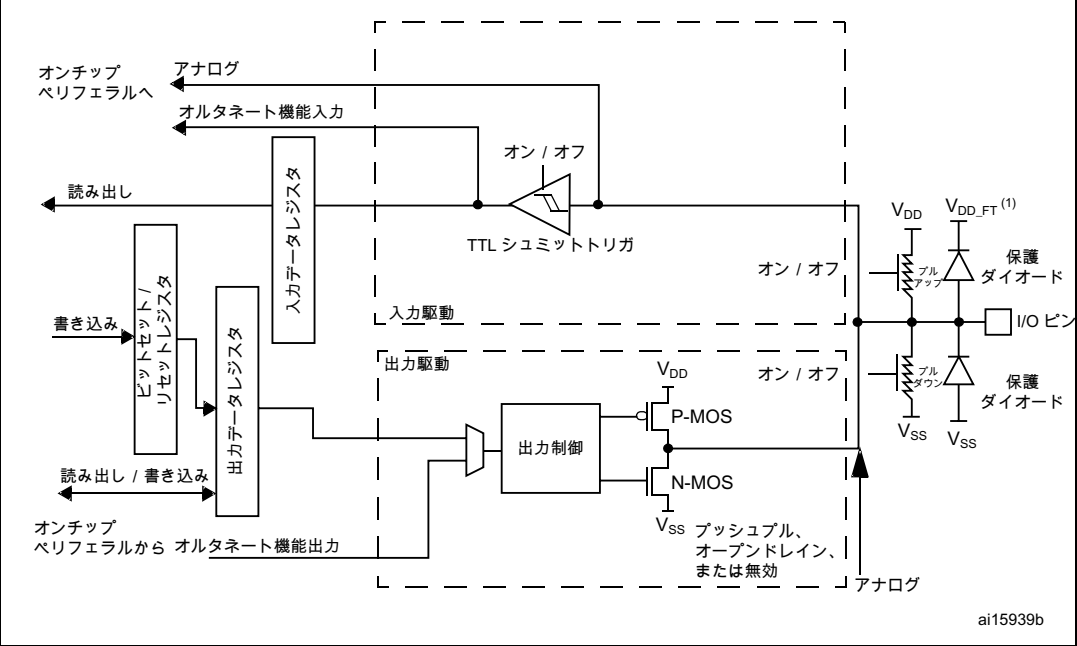 オンチップ
ペリフェラルへ
アナログ
オルタネート機能入力
読み出し
入力データレジスタ
オン / オフ
TTL シュミットトリガ
オン / オフ
入力駆動
VDD
VDD_FT (1)
プル
アップ
保護
ダイオード
I/O ピン
書き込み
ビットセット /
リセットレジスタ
出力データレジスタ
読み出し / 書き込み
オンチップ
ペリフェラルから
オルタネート機能出力
出力駆動
オン / オフ
VDD
P-MOS
出力制御
N-MOS
VSS
プッシュプル、
オープンドレイン、
または無効
プル
ダウン
VSS
VSS
保護
ダイオード
アナログ
ai15939b